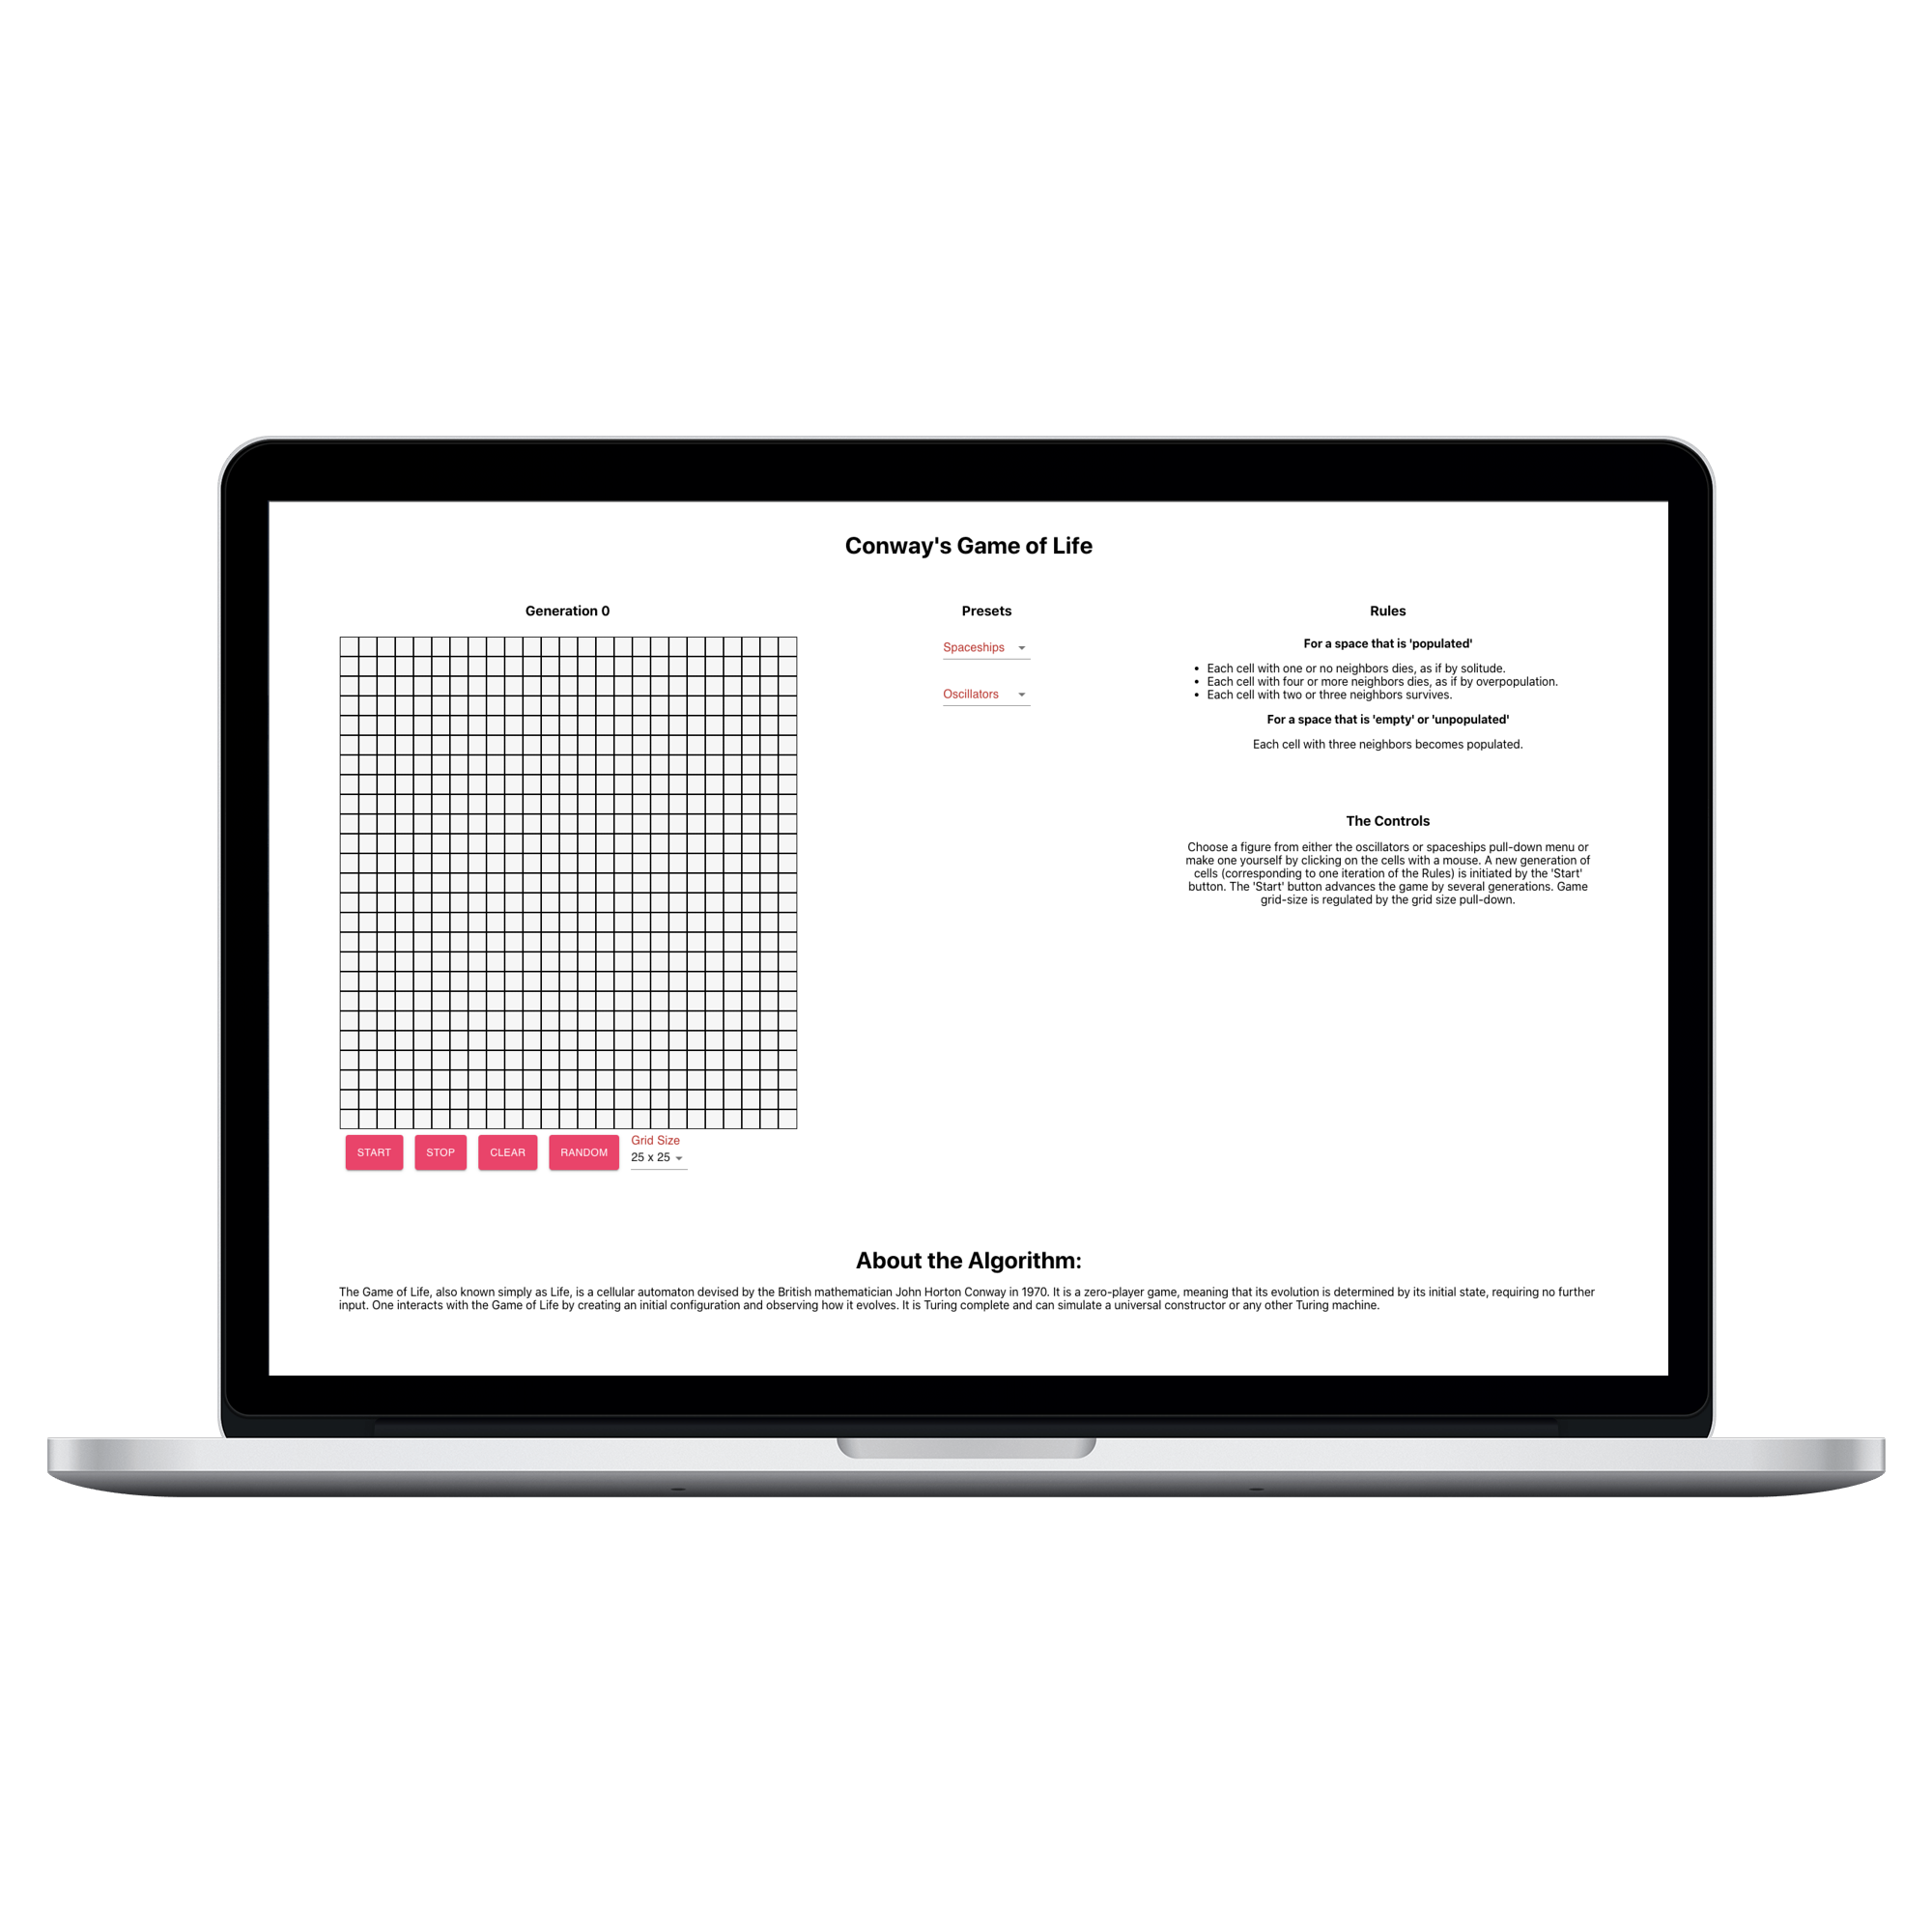 Conway's Game of Life
Generation 0
START
STOP
CLEAR
RANDOM
Grid Size
25 x 25
Presets
Spaceships
Oscillators
Rules
For a space that is 'populated'
• Each cell with one or no neighbors dies, as if by solitude.
• Each cell with four or more neighbors dies, as if by overpopulation.
• Each cell with two or three neighbors survives.
For a space that is 'empty' or 'unpopulated'
Each cell with three neighbors becomes populated.
The Controls
Choose a figure from either the oscillators or spaceships pull-down menu or
make one yourself by clicking on the cells with a mouse. A new generation of
cells (corresponding to one iteration of the Rules) is initiated by the 'Start'
button. The 'Start' button advances the game by several generations. Game
grid-size is regulated by the grid size pull-down.
About the Algorithm:
The Game of Life, also known simply as Life, is a cellular automaton devised by the British mathematician John Horton Conway in 1970. It is a zero-player game, meaning that its evolution is determined by its initial state, requiring no further
input. One interacts with the Game of Life by creating an initial configuration and observing how it evolves. It is Turing complete and can simulate a universal constructor or any other Turing machine.